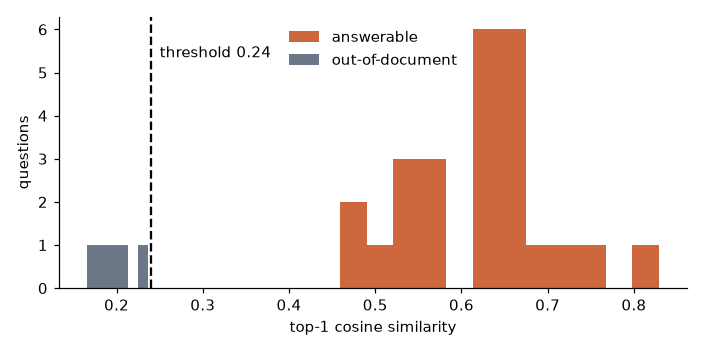 answerable
out-of-document
threshold 0.24
questions
6
5
4
3
2
1
0
0.2 0.3 0.4 0.5 0.6 0.7 0.8
top-1 cosine similarity